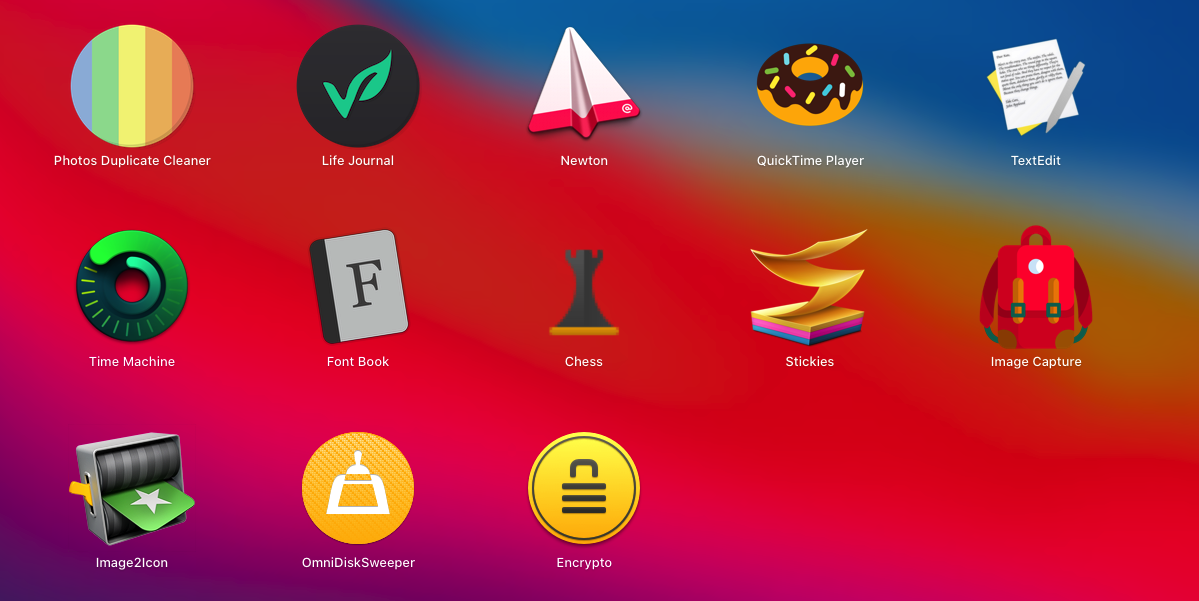 Photos Duplicate Cleaner
Life Journal
@
Newton
QuickTime Player
TextEdit
Time Machine
F
Font Book
Chess
Stickies
Image Capture
Image2Icon
OmniDiskSweeper
Encrypto